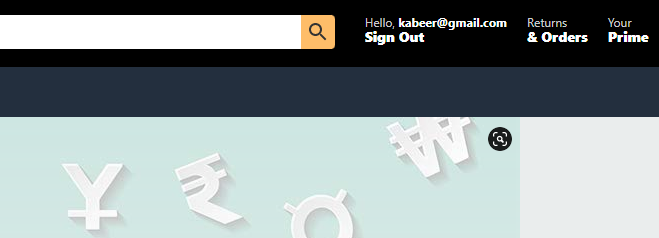 Hello, kabeer@gmail.com
Sign Out
Returns
& Orders
Your
Prime
¥ ₹ ¤ ₩